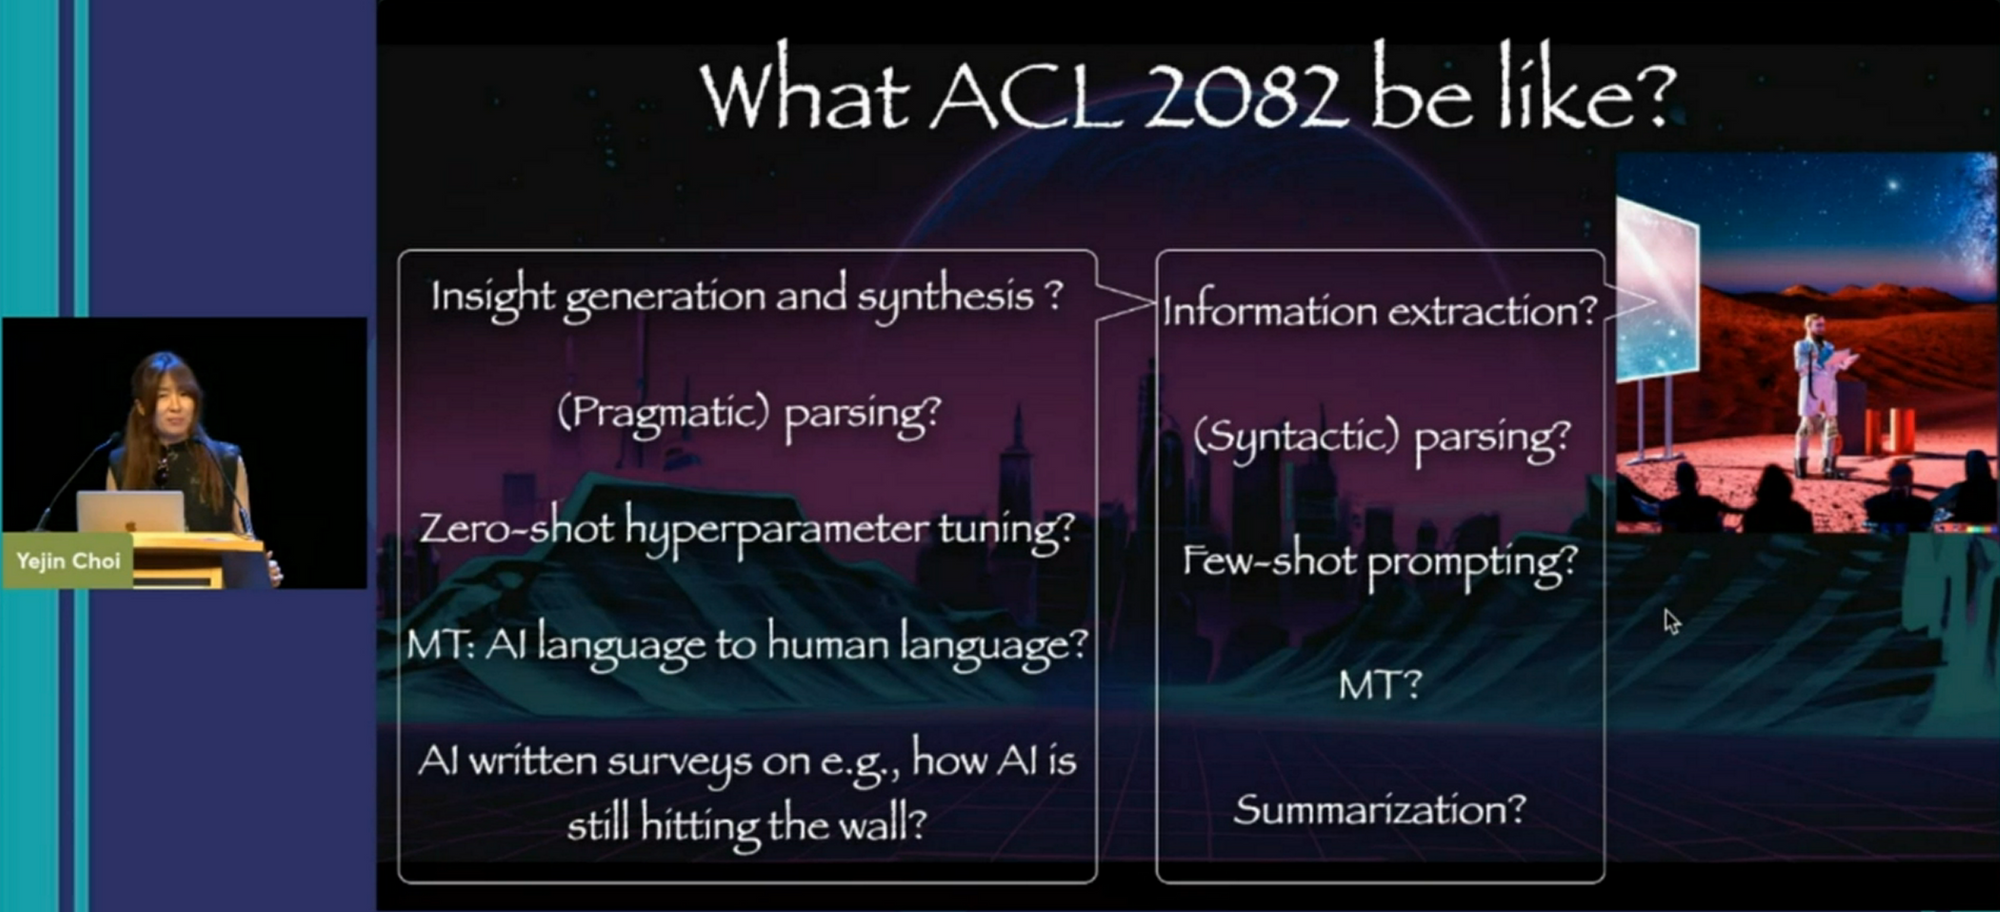 What ACL 2082 be like?
Insight generation and synthesis ?
(Pragmatic) parsing?
Zero-shot hyperparameter tuning?
MT: AI language to human language?
AI written surveys on e.g., how AI is
still hitting the wall?
Information extraction?
(Syntactic) parsing?
Few-shot prompting?
MT?
Summarization?
Yejin Choi